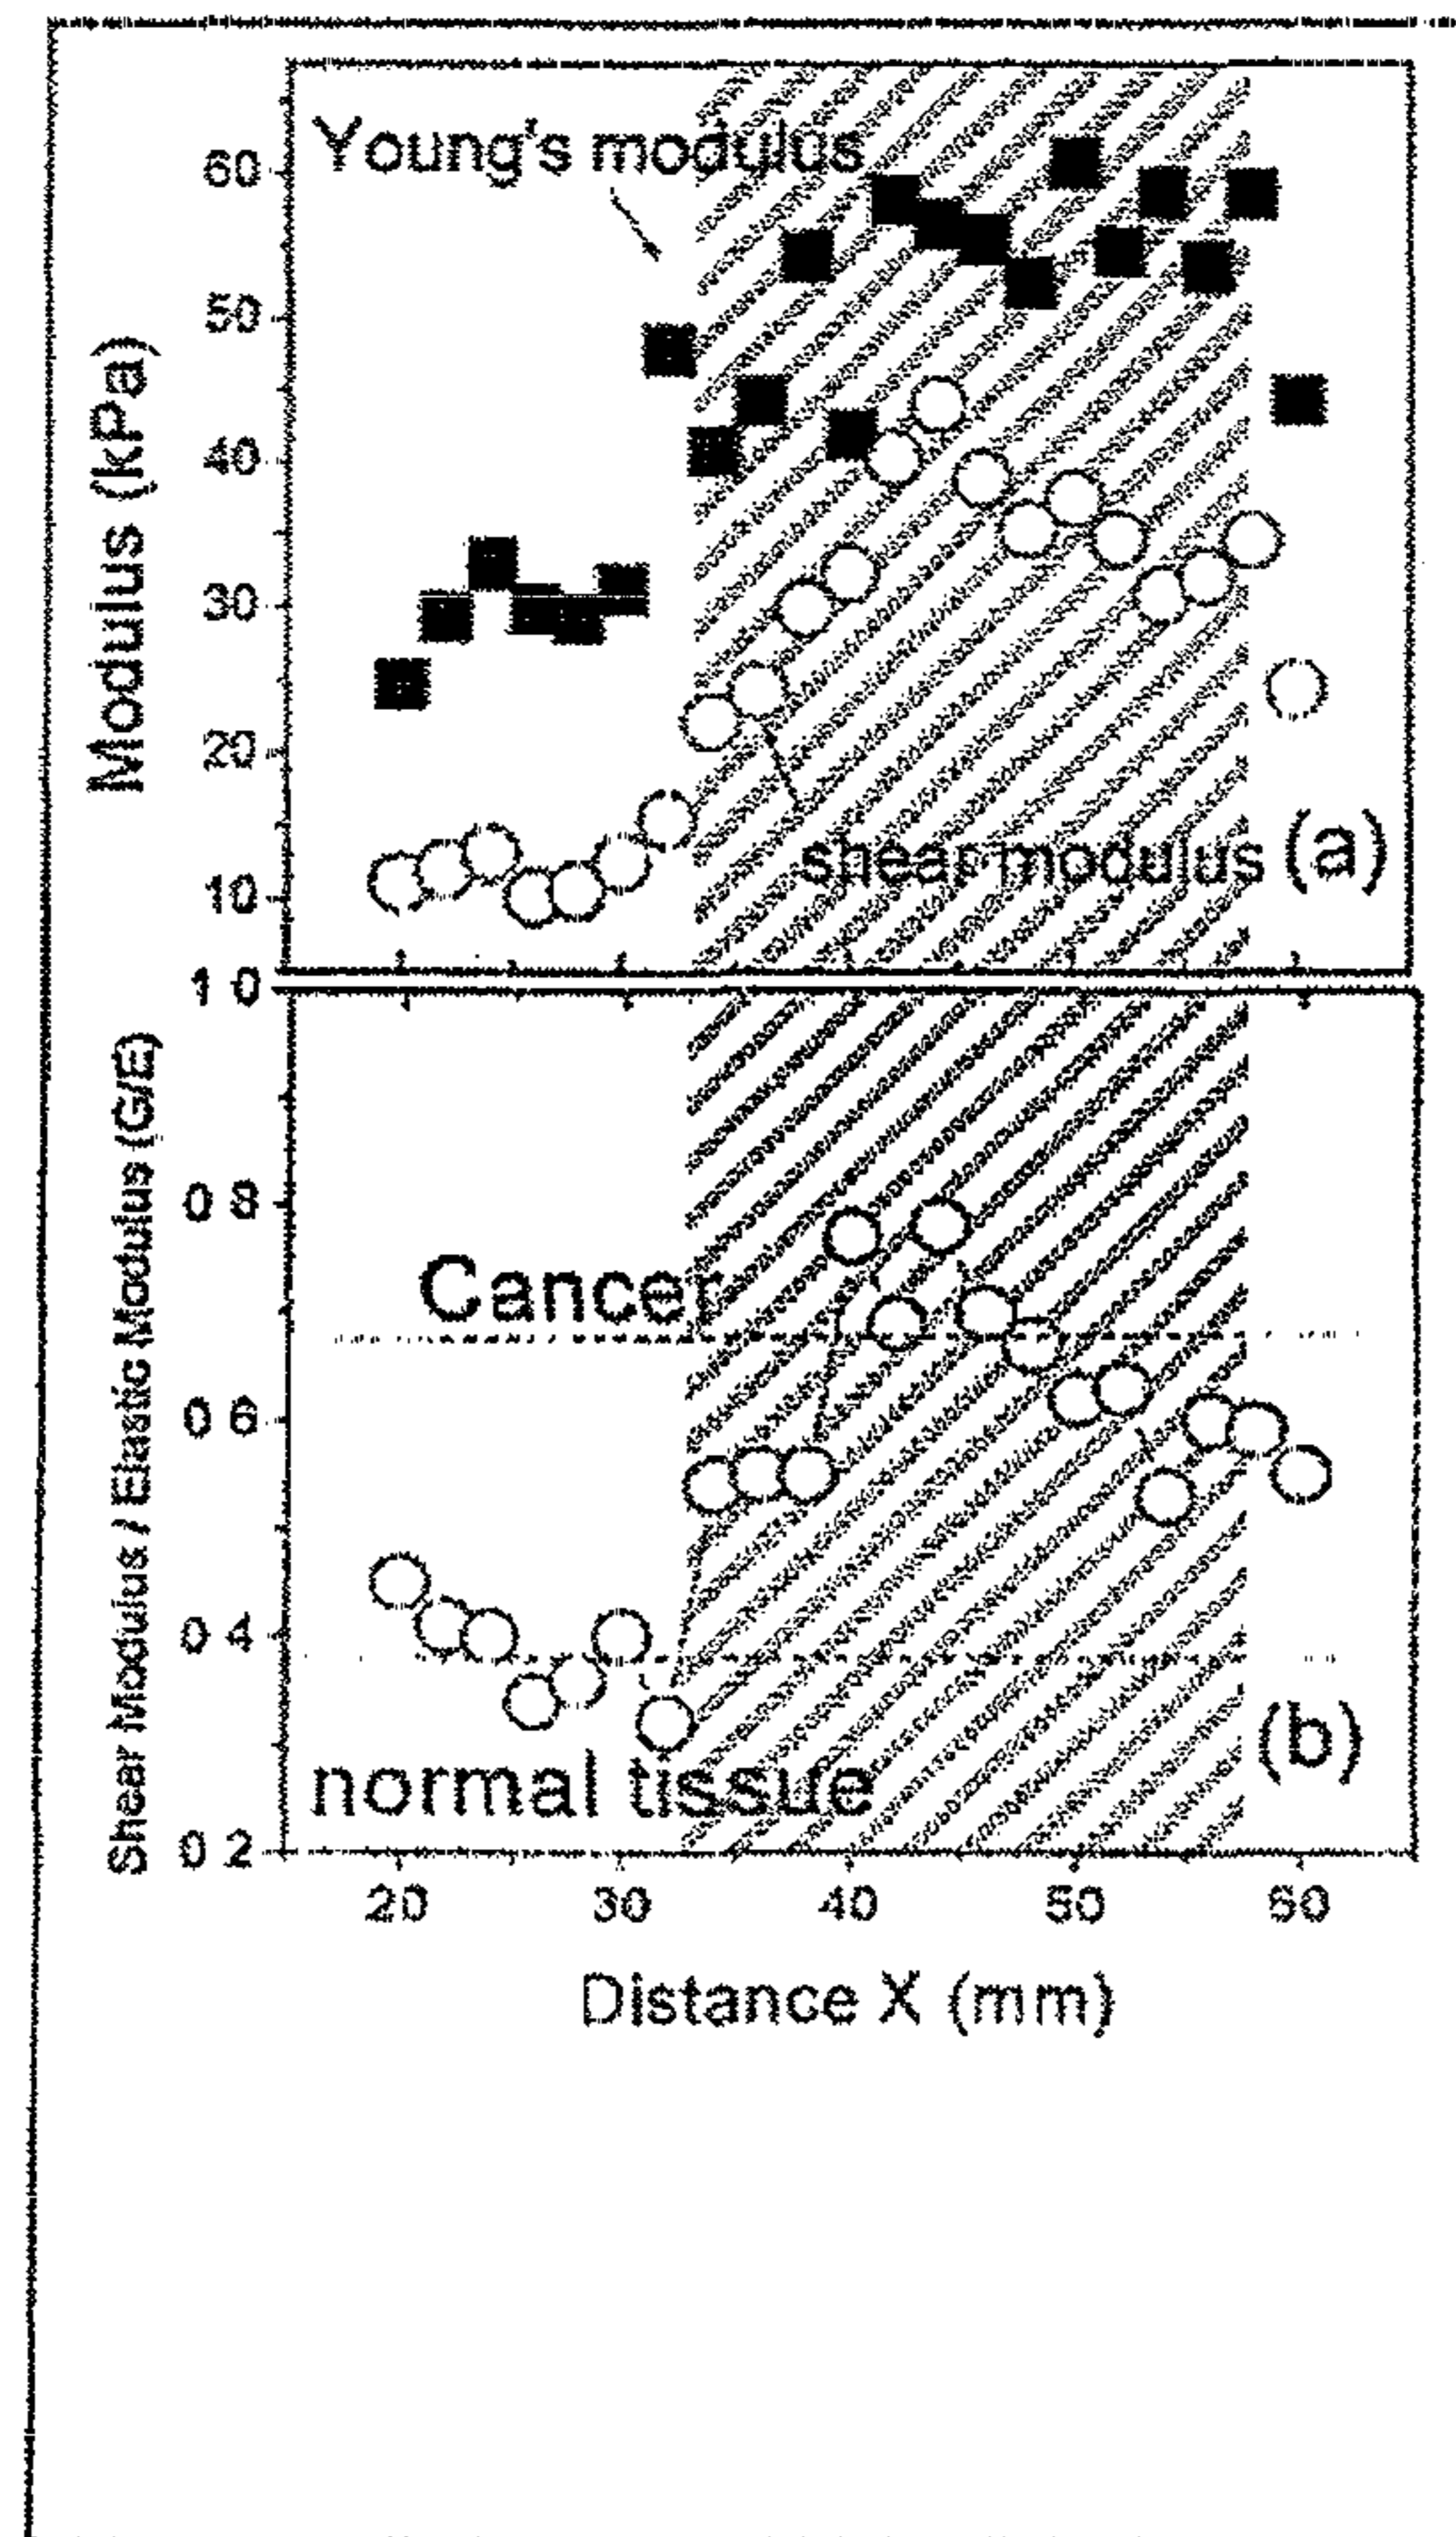 Young's modulus
60
50
40
30
20
10
Modulus (kPa)
shear modulus (a)
1 0
0 8
0 6
0 4
0 2
Shear Modulus / Elastic Modulus (G/E)
Cancer
normal tissue
(b)
20 30 40 50 60
Distance X (mm)